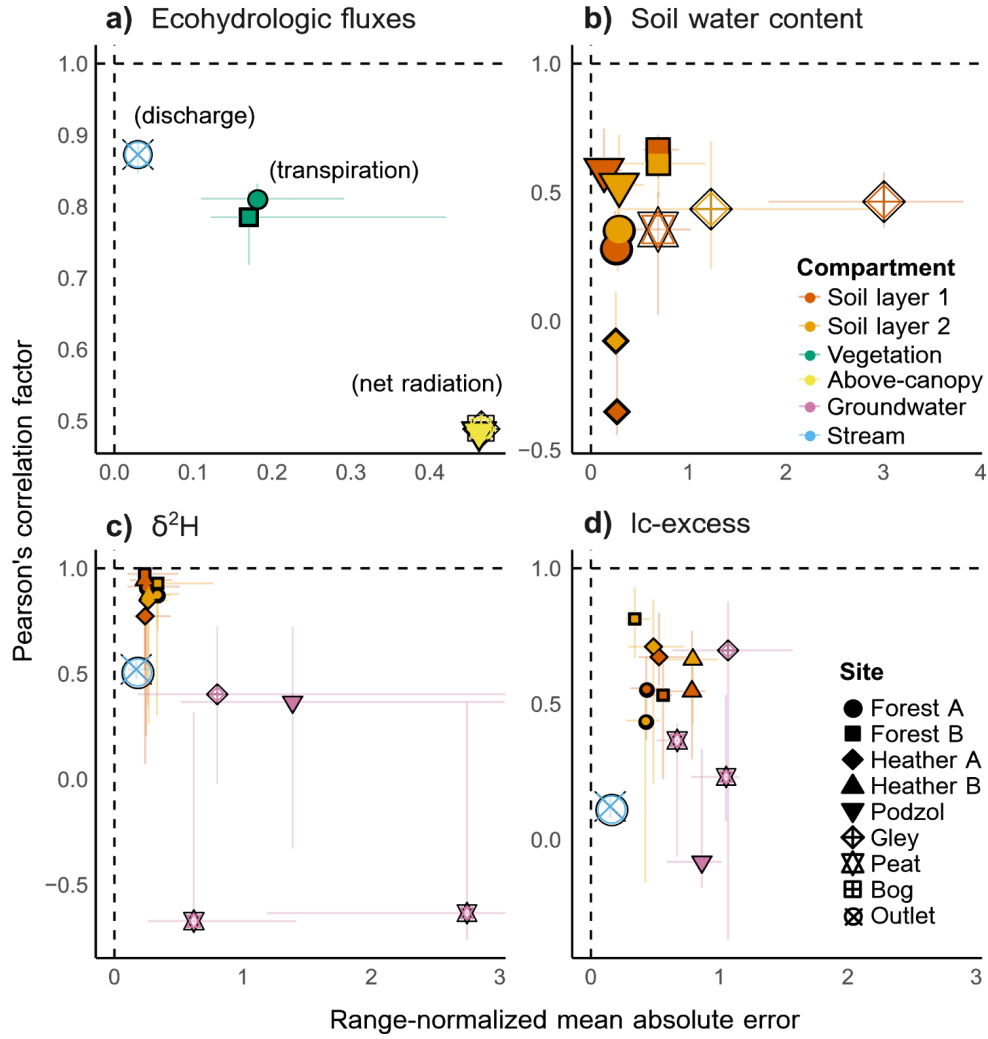 a) Ecohydrologic fluxes
b) Soil water content
1.0
0.9
0.8
0.7
0.6
0.5
(discharge)
(transpiration)
(net radiation)
0.0
0.2
0.4
1.0
0.5
0.0
−0.5
Compartment
Soil layer 1
Soil layer 2
Vegetation
Above-canopy
Groundwater
Stream
0
1
2
3
4
Pearson's correlation factor
c) δ²H
d) lc-excess
1.0
0.5
0.0
−0.5
0
1
2
3
1.0
0.5
0.0
Site
Forest A
Forest B
Heather A
Heather B
Podzol
Gley
Peat
Bog
Outlet
0
1
2
3
Range-normalized mean absolute error